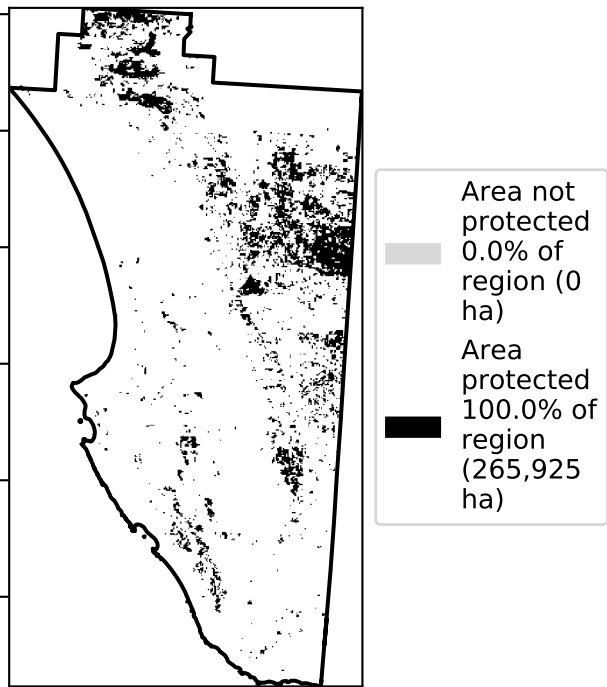 Area not
protected
0.0% of
region (0
ha)
Area
protected
100.0% of
region
(265,925
ha)